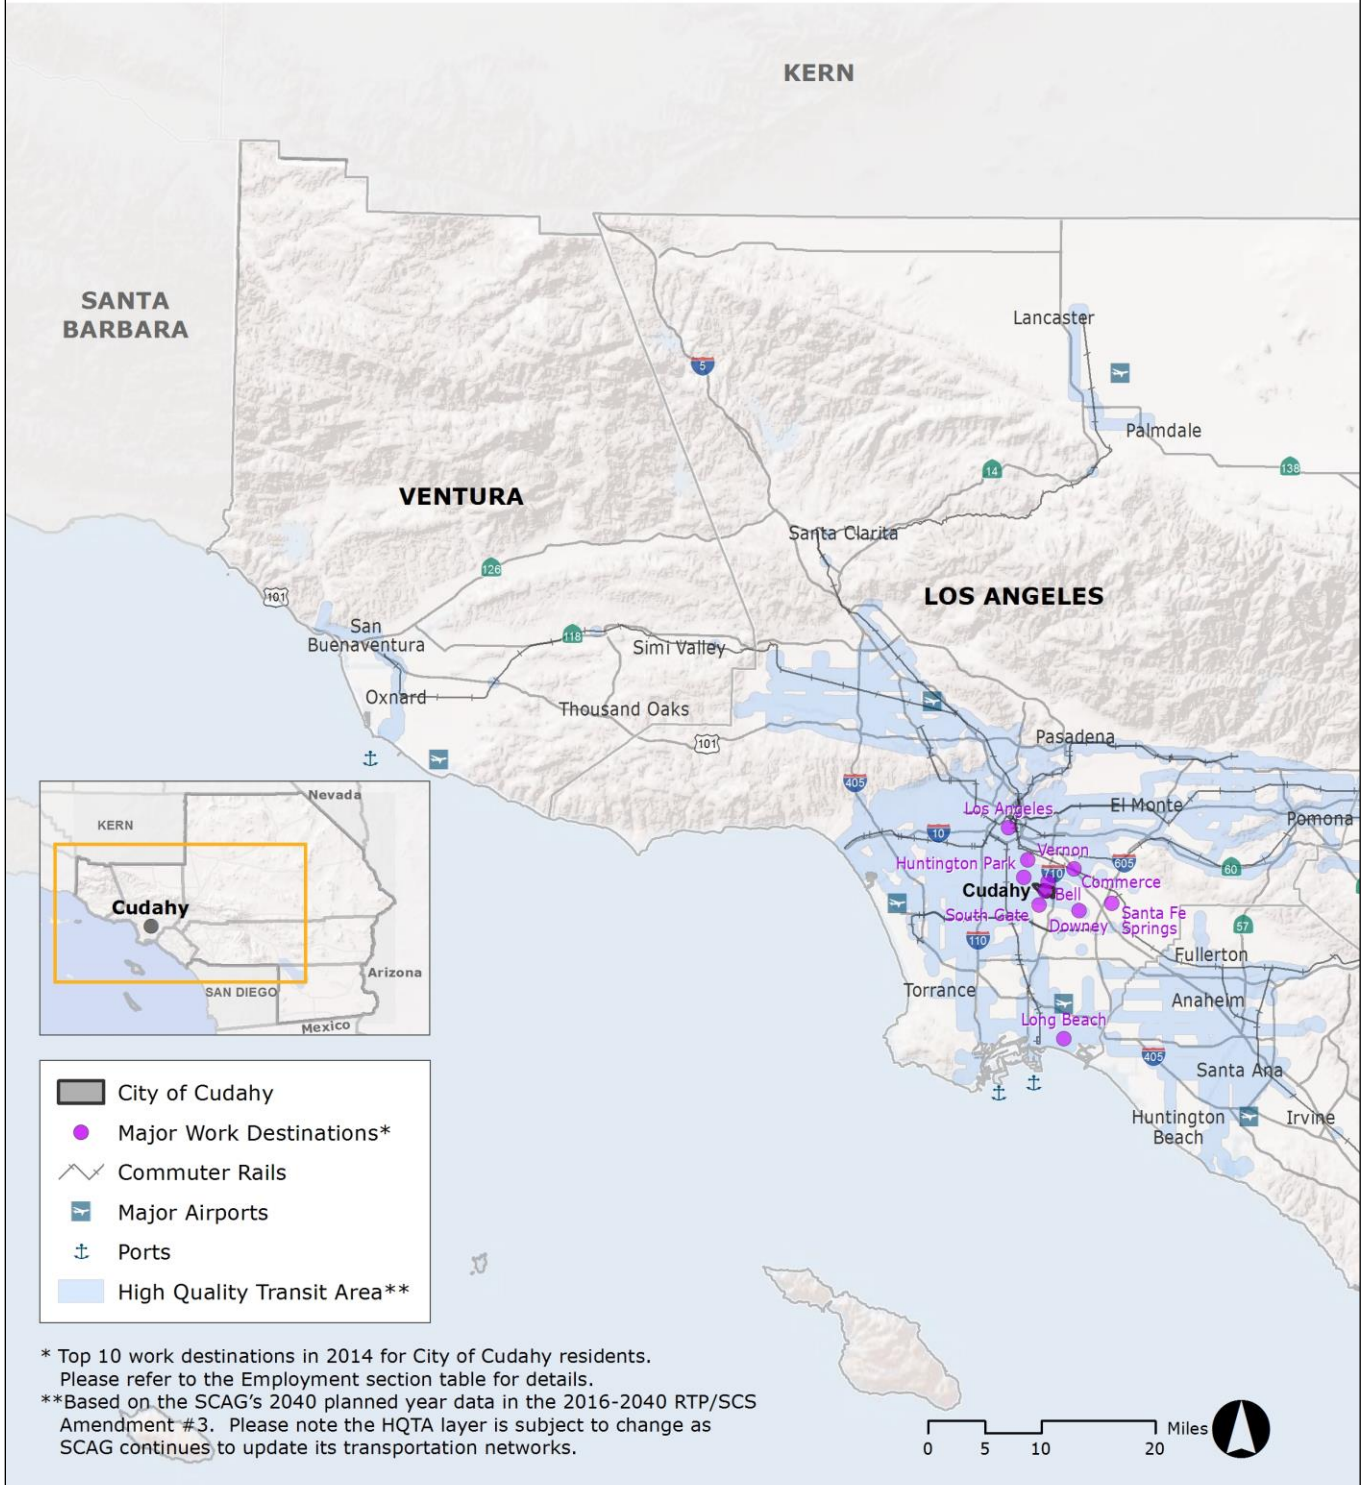 KERN
SANTA
BARBARA
Lancaster
5
Palmdale
14
138
VENTURA
Santa Clarita
126
LOS ANGELES
101
San
Buenaventura
118
Simi Valley
Oxnard
Thousand Oaks
101
Pasadena
405
Los Angeles
El Monte
Pomona
10
Vernon
Huntington Park
710
605
60
Cudahy
Bell
Commerce
South Gate
Downey
Santa Fe
Springs
57
110
Fullerton
Torrance
Anaheim
Long Beach
405
Santa Ana
Huntington
Beach
Irvine
Nevada
KERN
Cudahy
Arizona
SAN DIEGO
Mexico
City of Cudahy
Major Work Destinations*
Commuter Rails
Major Airports
Ports
High Quality Transit Area**
* Top 10 work destinations in 2014 for City of Cudahy residents.
Please refer to the Employment section table for details.
**Based on the SCAG's 2040 planned year data in the 2016-2040 RTP/SCS
Amendment #3. Please note the HQTA layer is subject to change as
SCAG continues to update its transportation networks.
0 5 10 20 Miles